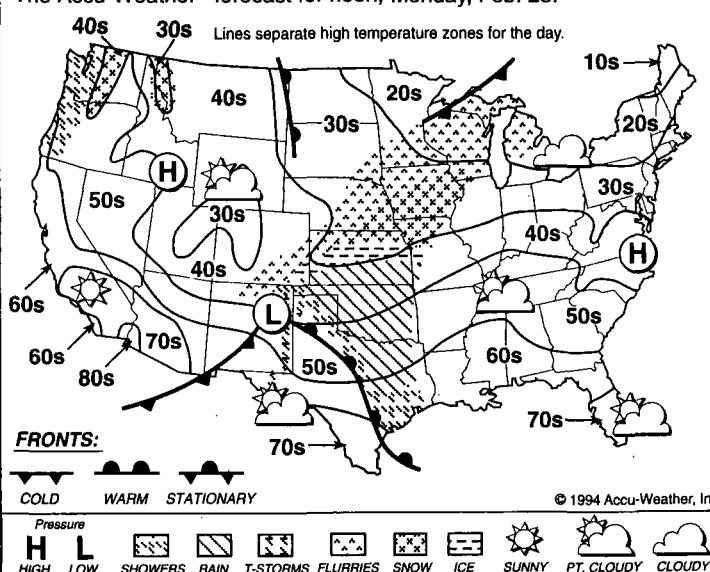 Lines separate high temperature zones for the day.
40s 30s
10s
40s 30s 20s
20s
H
50s 30s
30s
40s
40s H
60s L
50s
60s 70s 50s 60s
80s
70s
70s
FRONTS:
COLD WARM STATIONARY
© 1994 Accu-Weather, In
Pressure
H L
HIGH LOW SHOWERS RAIN T-STORMS FLURRIES SNOW ICE SUNNY PT. CLOUDY CLOUDY